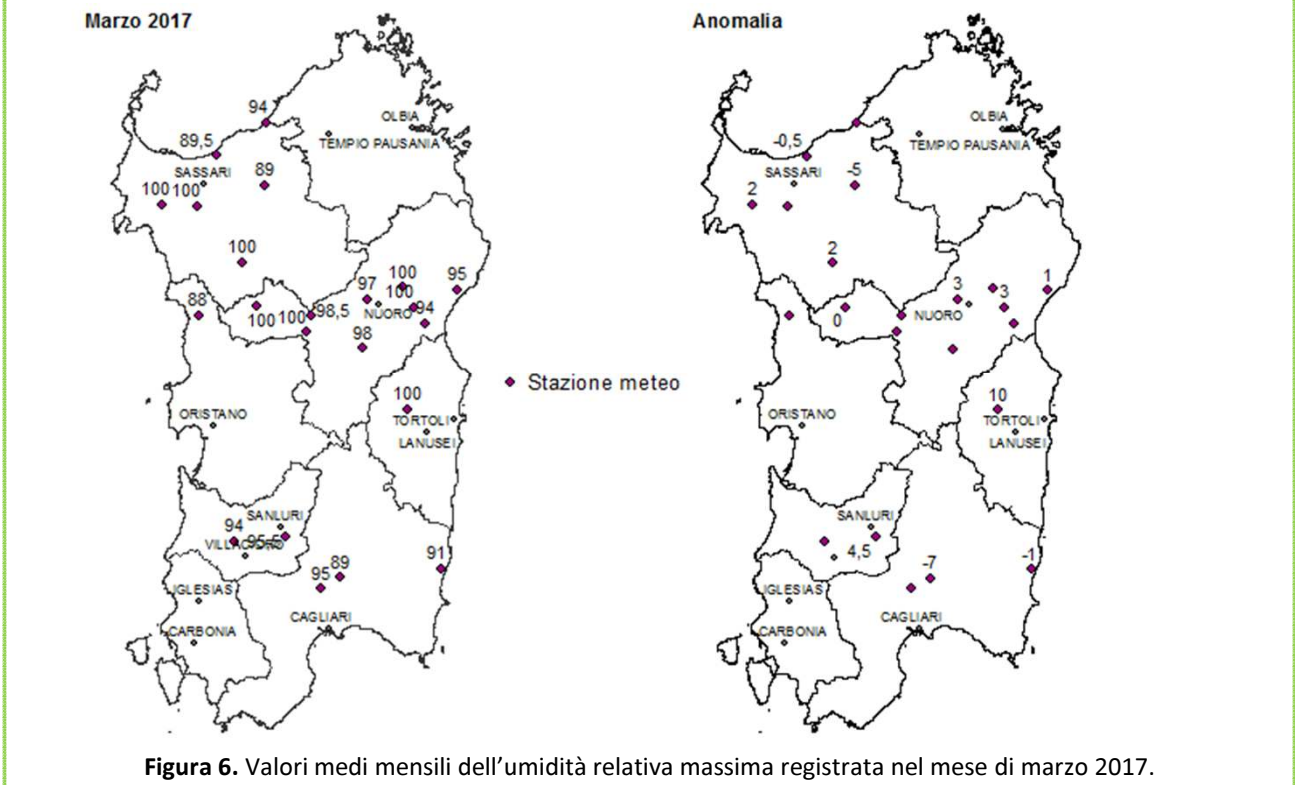 Marzo 2017
94
89,5
SASSARI
89
100
100
100
OLBIA
TEMPIO PAUSANIA
97
100
100
95
88
100
100
98,5
NUORO
94
98
100
ORISTANO
TORTOLI
LANUSEI
SANLURI
94
95,5
VILLACIDRO
91
95
89
IGLESIAS
CAGLIARI
CARBONIA
Stazione meteo
Anomalia
OLBIA
TEMPIO PAUSANIA
-0,5
SASSARI
-5
2
2
3
3
1
0
NUORO
10
ORISTANO
TORTOLI
LANUSEI
SANLURI
4,5
-7
-1
IGLESIAS
CAGLIARI
CARBONIA
Figura 6. Valori medi mensili dell’umidità relativa massima registrata nel mese di marzo 2017.